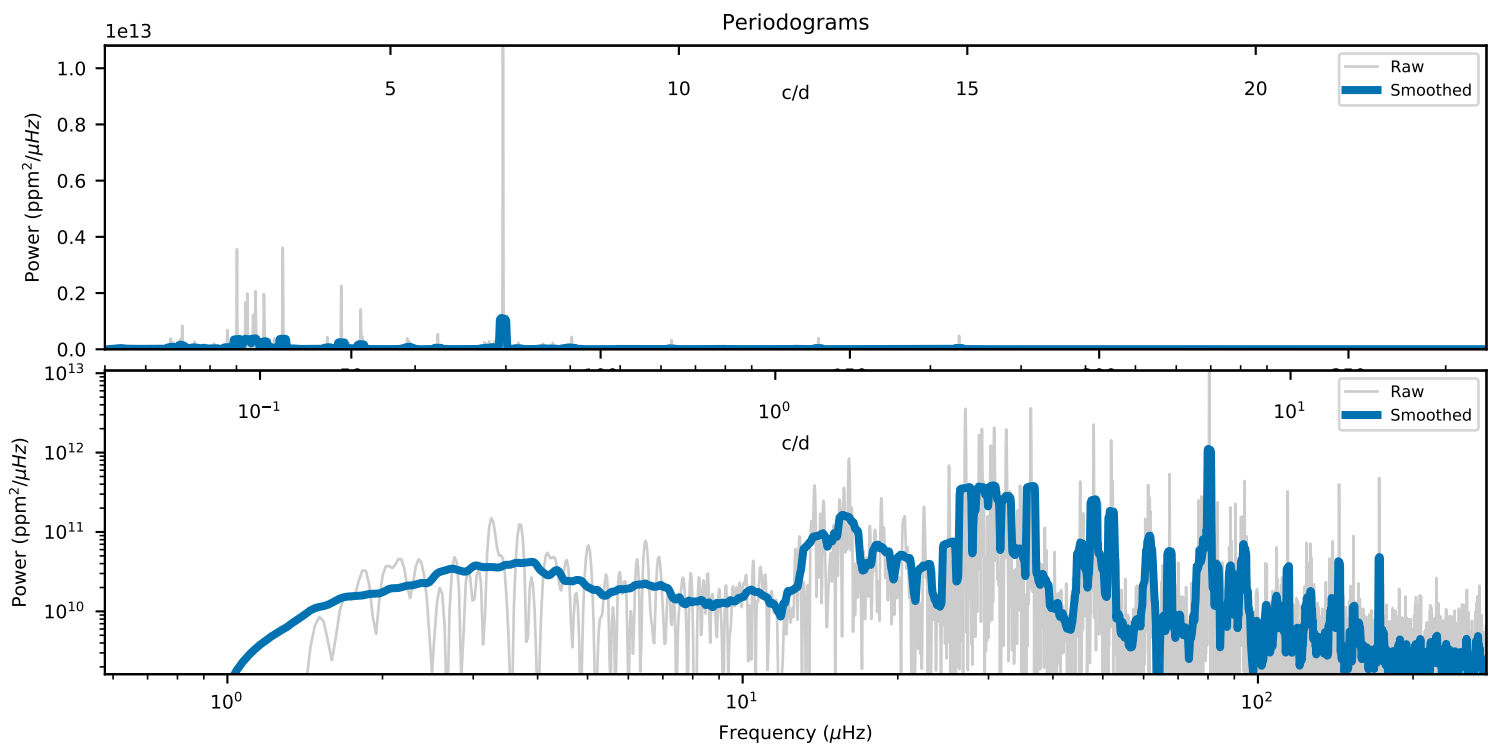 Periodograms
1e13
Power (ppm²/μHz)
1.0
0.8
0.6
0.4
0.2
0.0
5
10
15
20
c/d
Raw
Smoothed
Power (ppm²/μHz)
10¹³
10¹²
10¹¹
10¹⁰
10⁻¹
10⁰
10¹
c/d
Raw
Smoothed
10⁰
10¹
10²
Frequency (μHz)